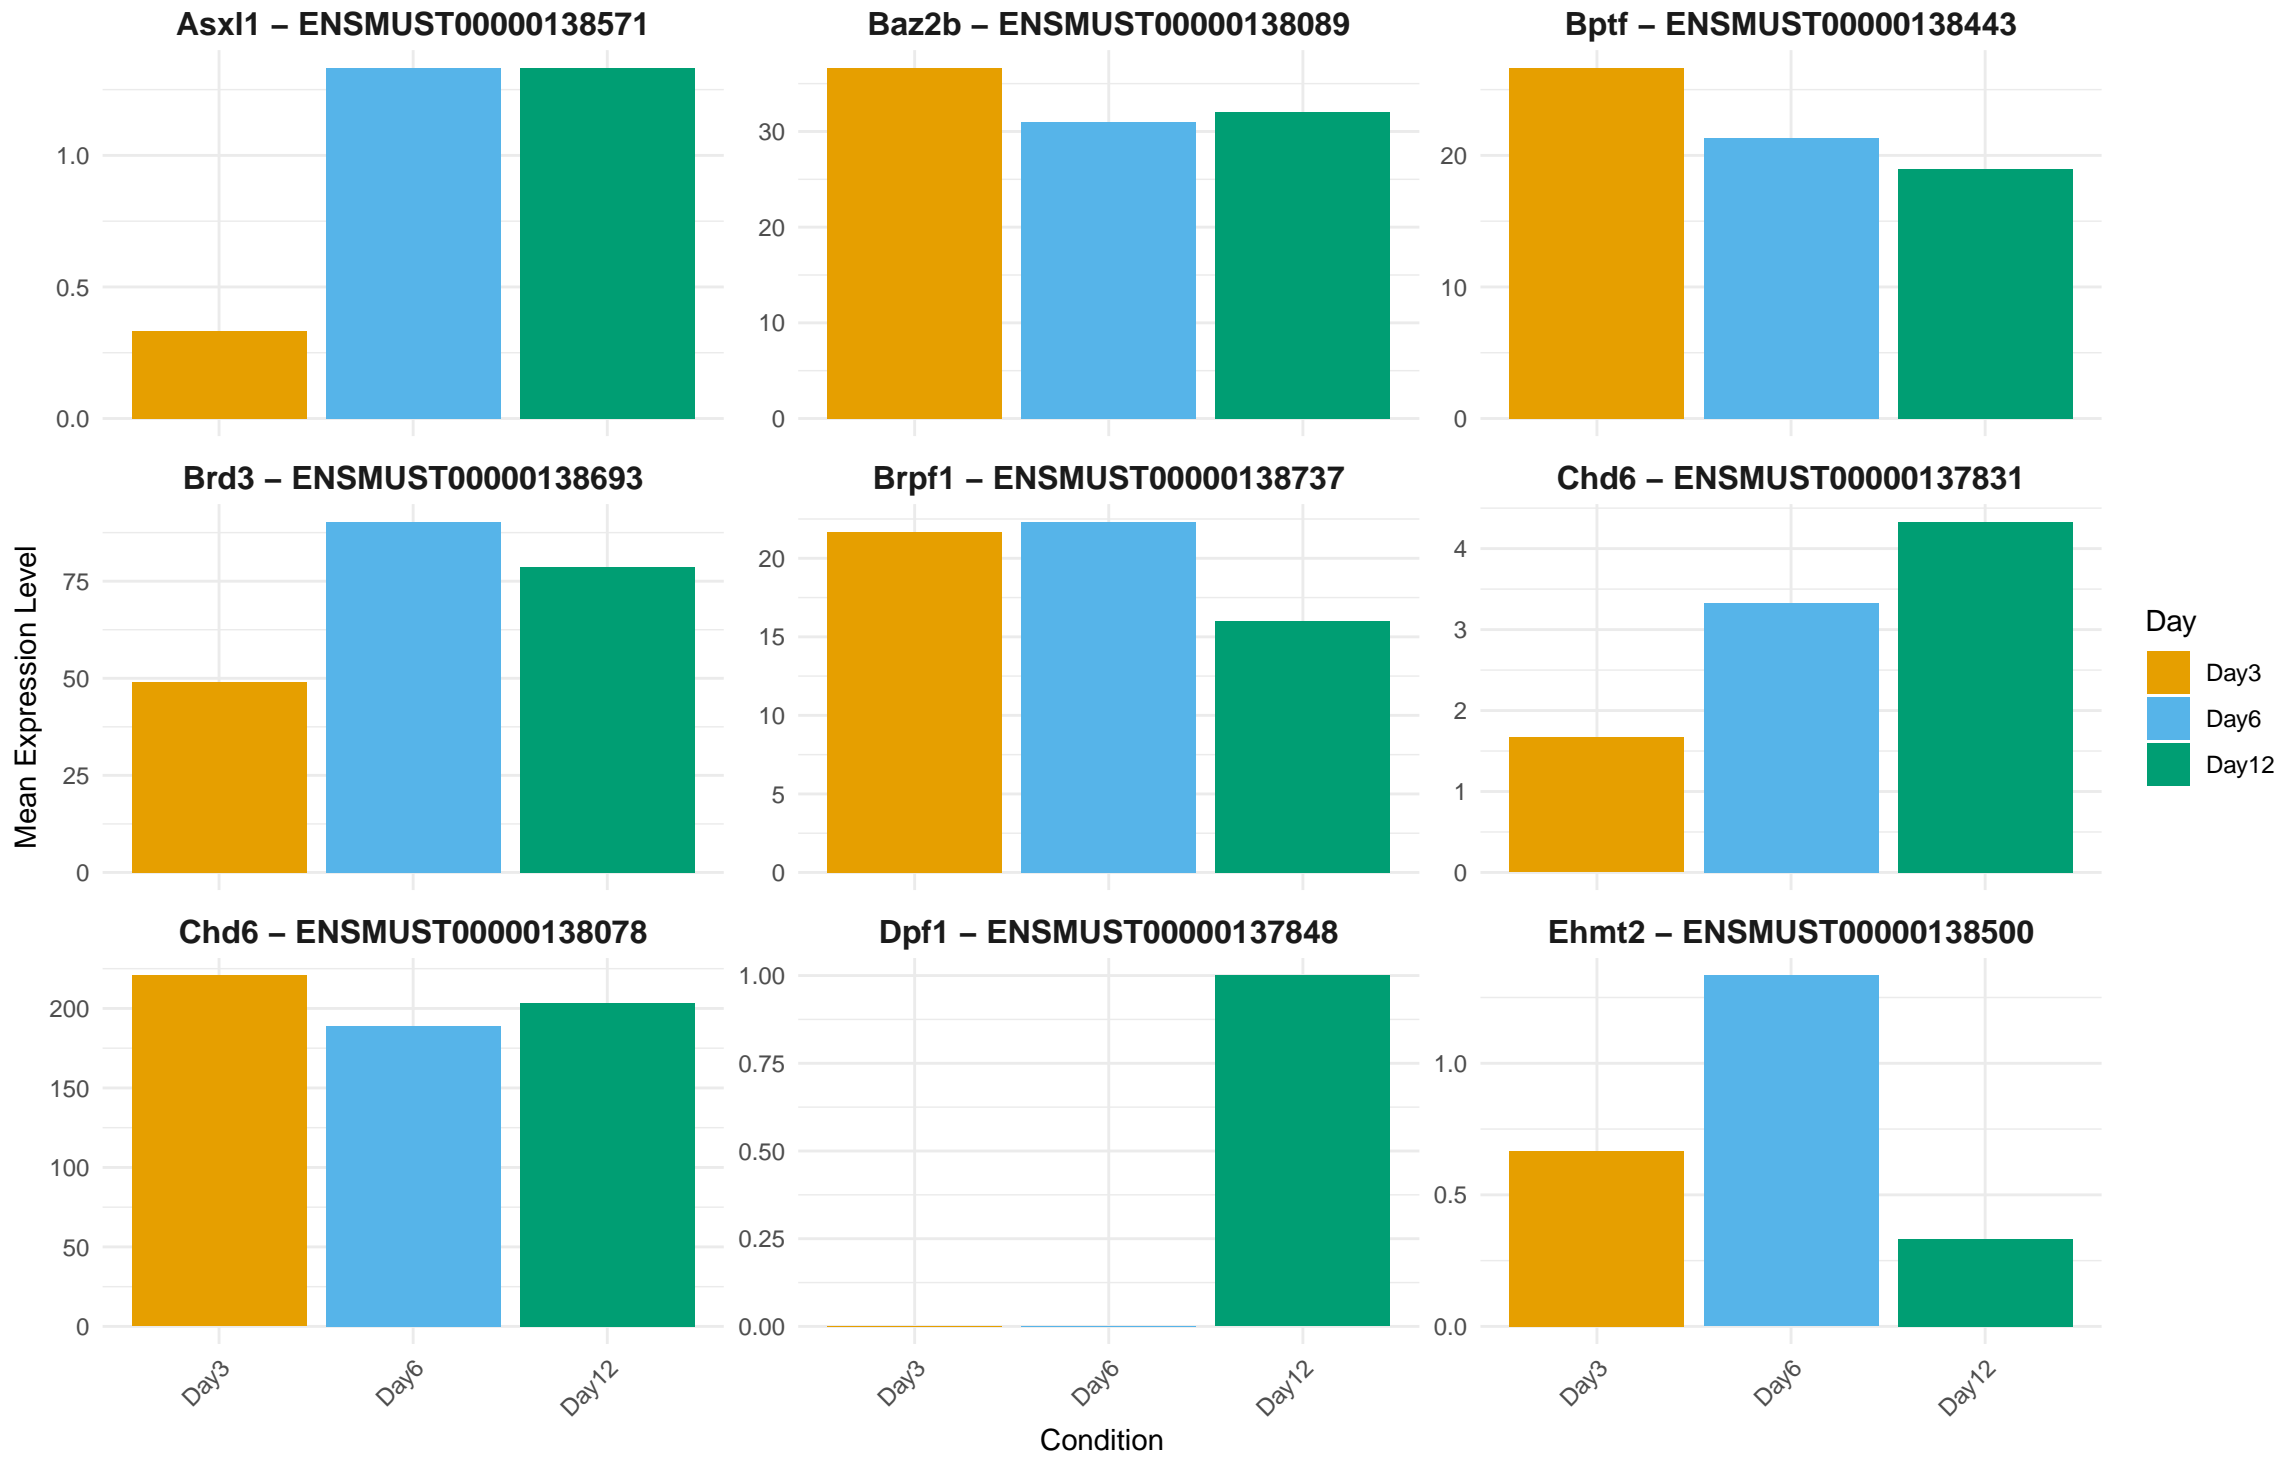 Asxl1 – ENSMUST00000138571
Baz2b – ENSMUST00000138089
Bptf – ENSMUST00000138443
1.0
0.5
0.0
30
20
10
0
20
10
0
Brd3 – ENSMUST00000138693
Brpf1 – ENSMUST00000138737
Chd6 – ENSMUST00000137831
75
50
25
0
20
15
10
5
0
4
3
2
1
0
Chd6 – ENSMUST00000138078
Dpf1 – ENSMUST00000137848
Ehmt2 – ENSMUST00000138500
200
150
100
50
0
1.00
0.75
0.50
0.25
0.00
1.0
0.5
0.0
Day3
Day6
Day12
Day3
Day6
Day12
Day3
Day6
Day12
Condition
Mean Expression Level
Day
Day3
Day6
Day12